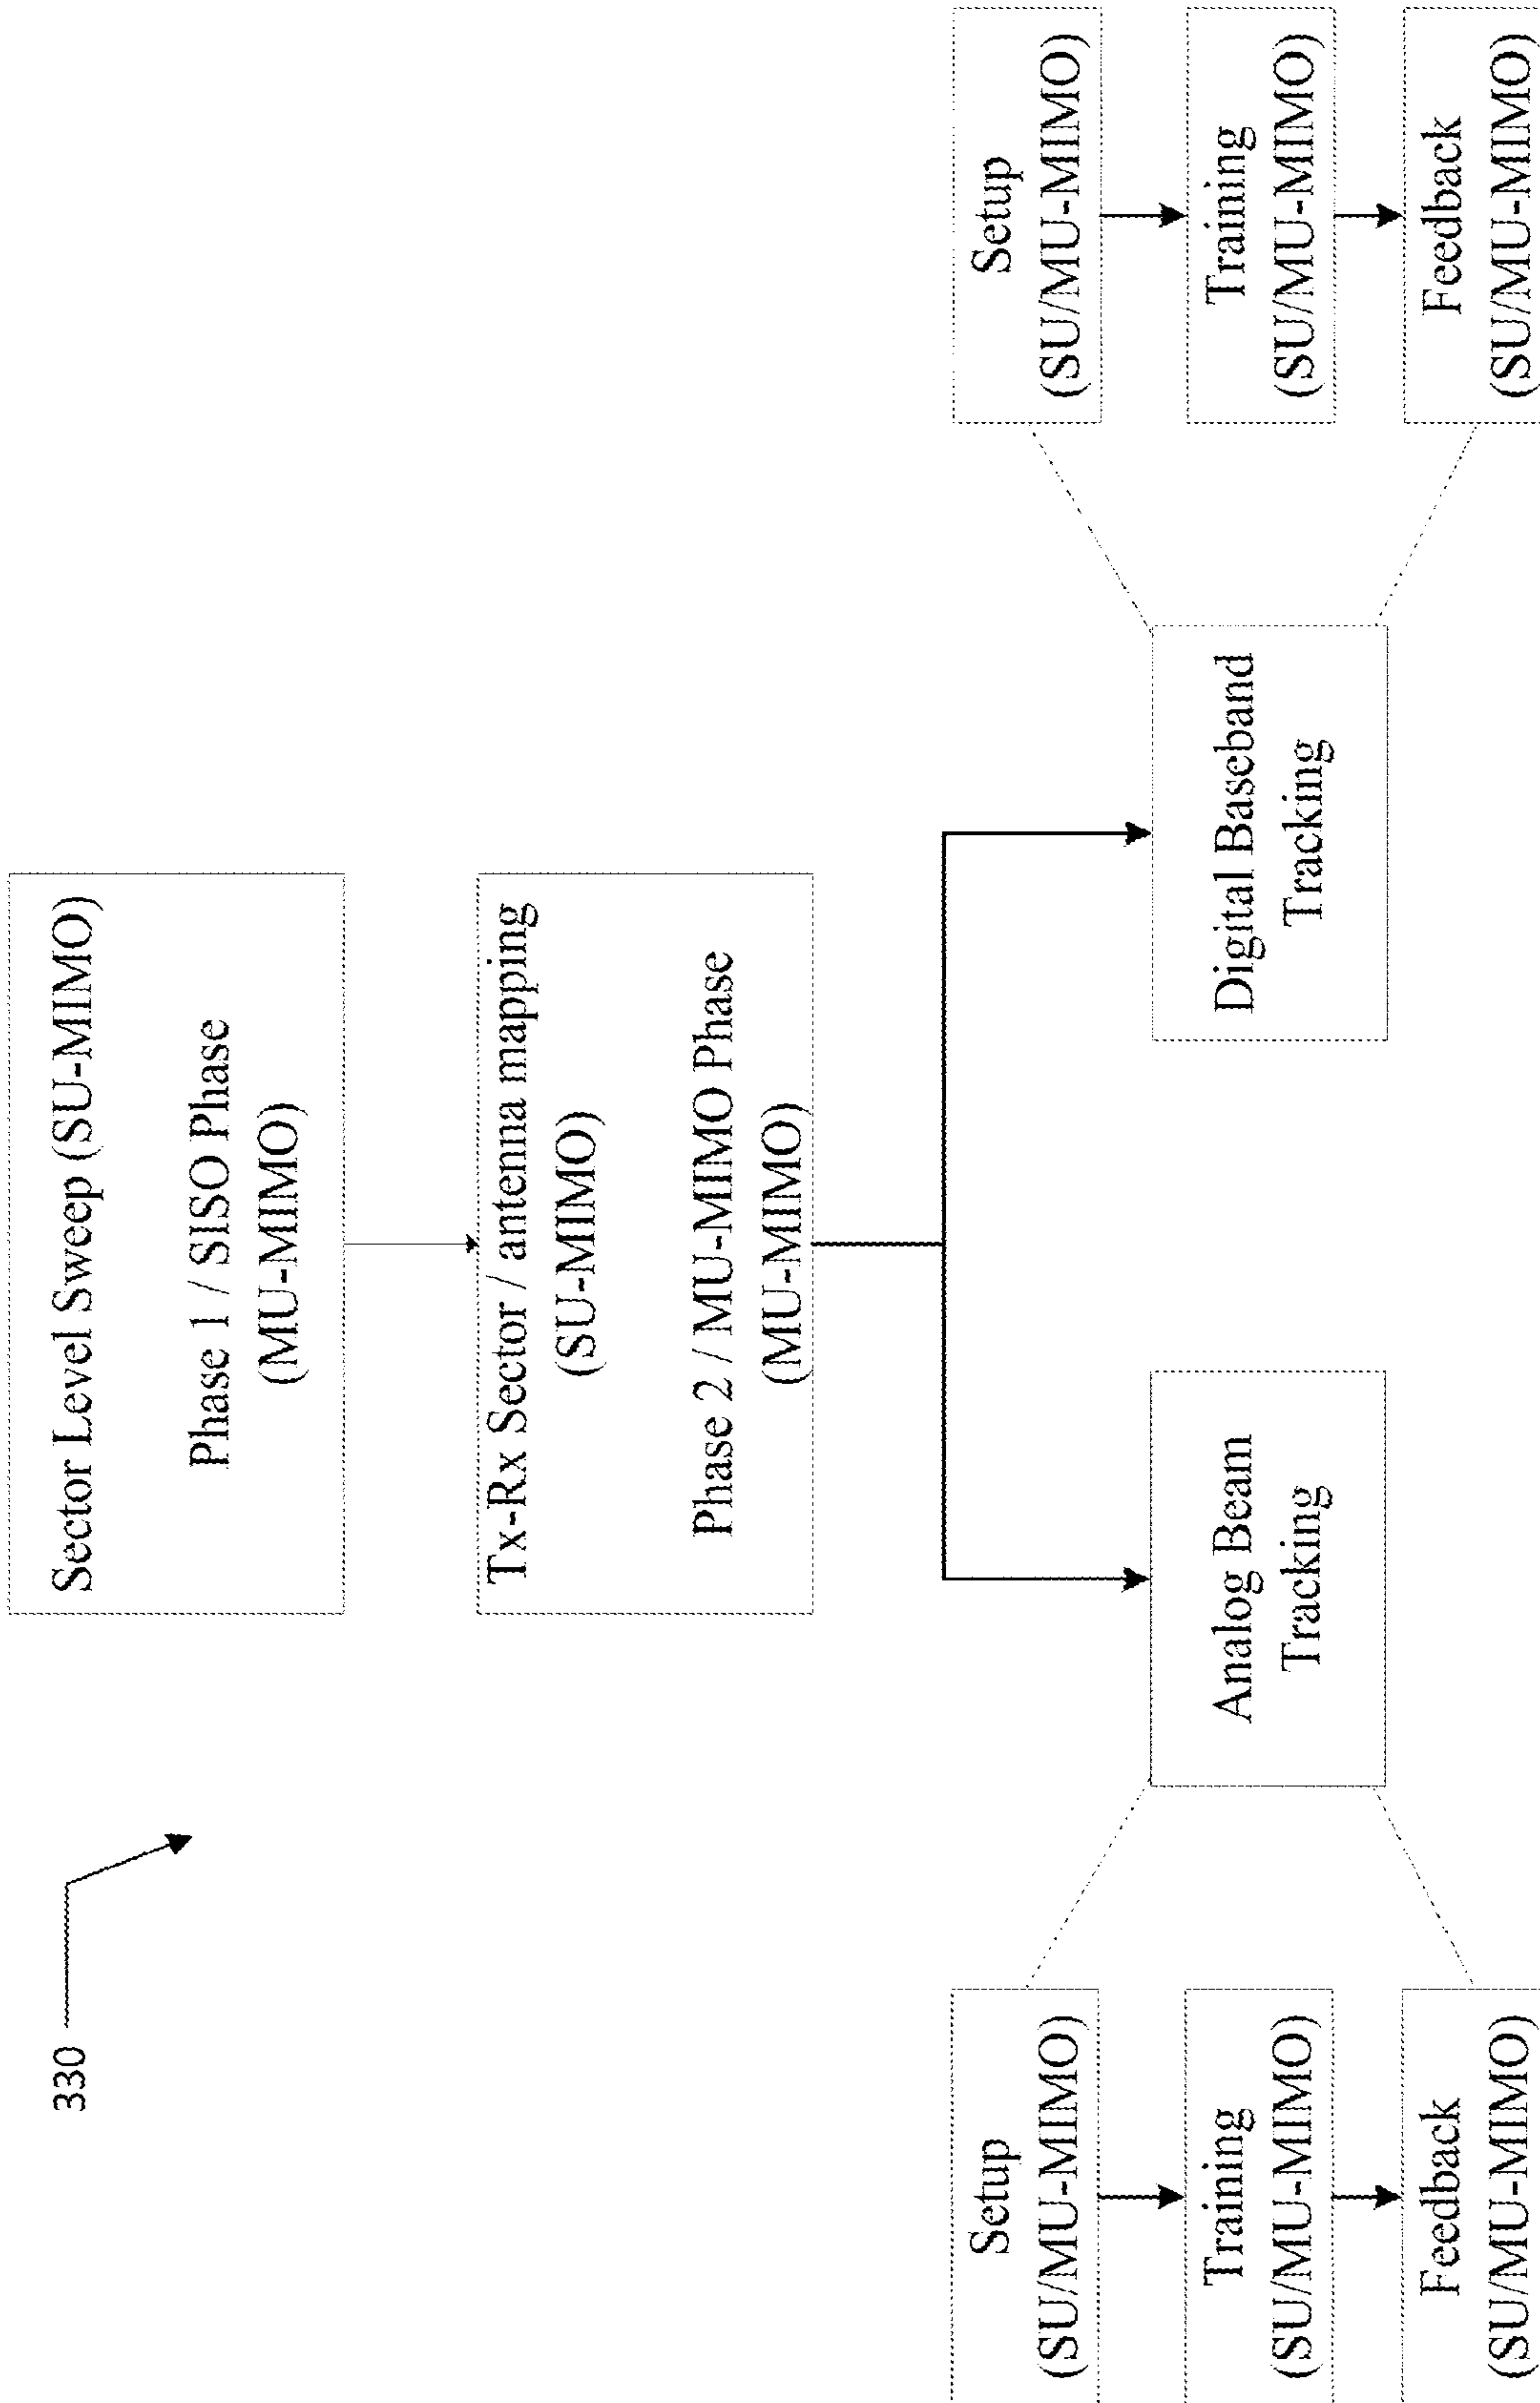 330
Sector Level Sweep (SU-MIMO)
Phase 1 / SISO Phase
(MU-MIMO)
Tx-Rx Sector / antenna mapping
(SU-MIMO)
Phase 2 / MU-MIMO Phase
(MU-MIMO)
Analog Beam
Tracking
Digital Baseband
Tracking
Setup
(SU/MU-MIMO)
Training
(SU/MU-MIMO)
Feedback
(SU/MU-MIMO)
Setup
(SU/MU-MIMO)
Training
(SU/MU-MIMO)
Feedback
(SU/MU-MIMO)